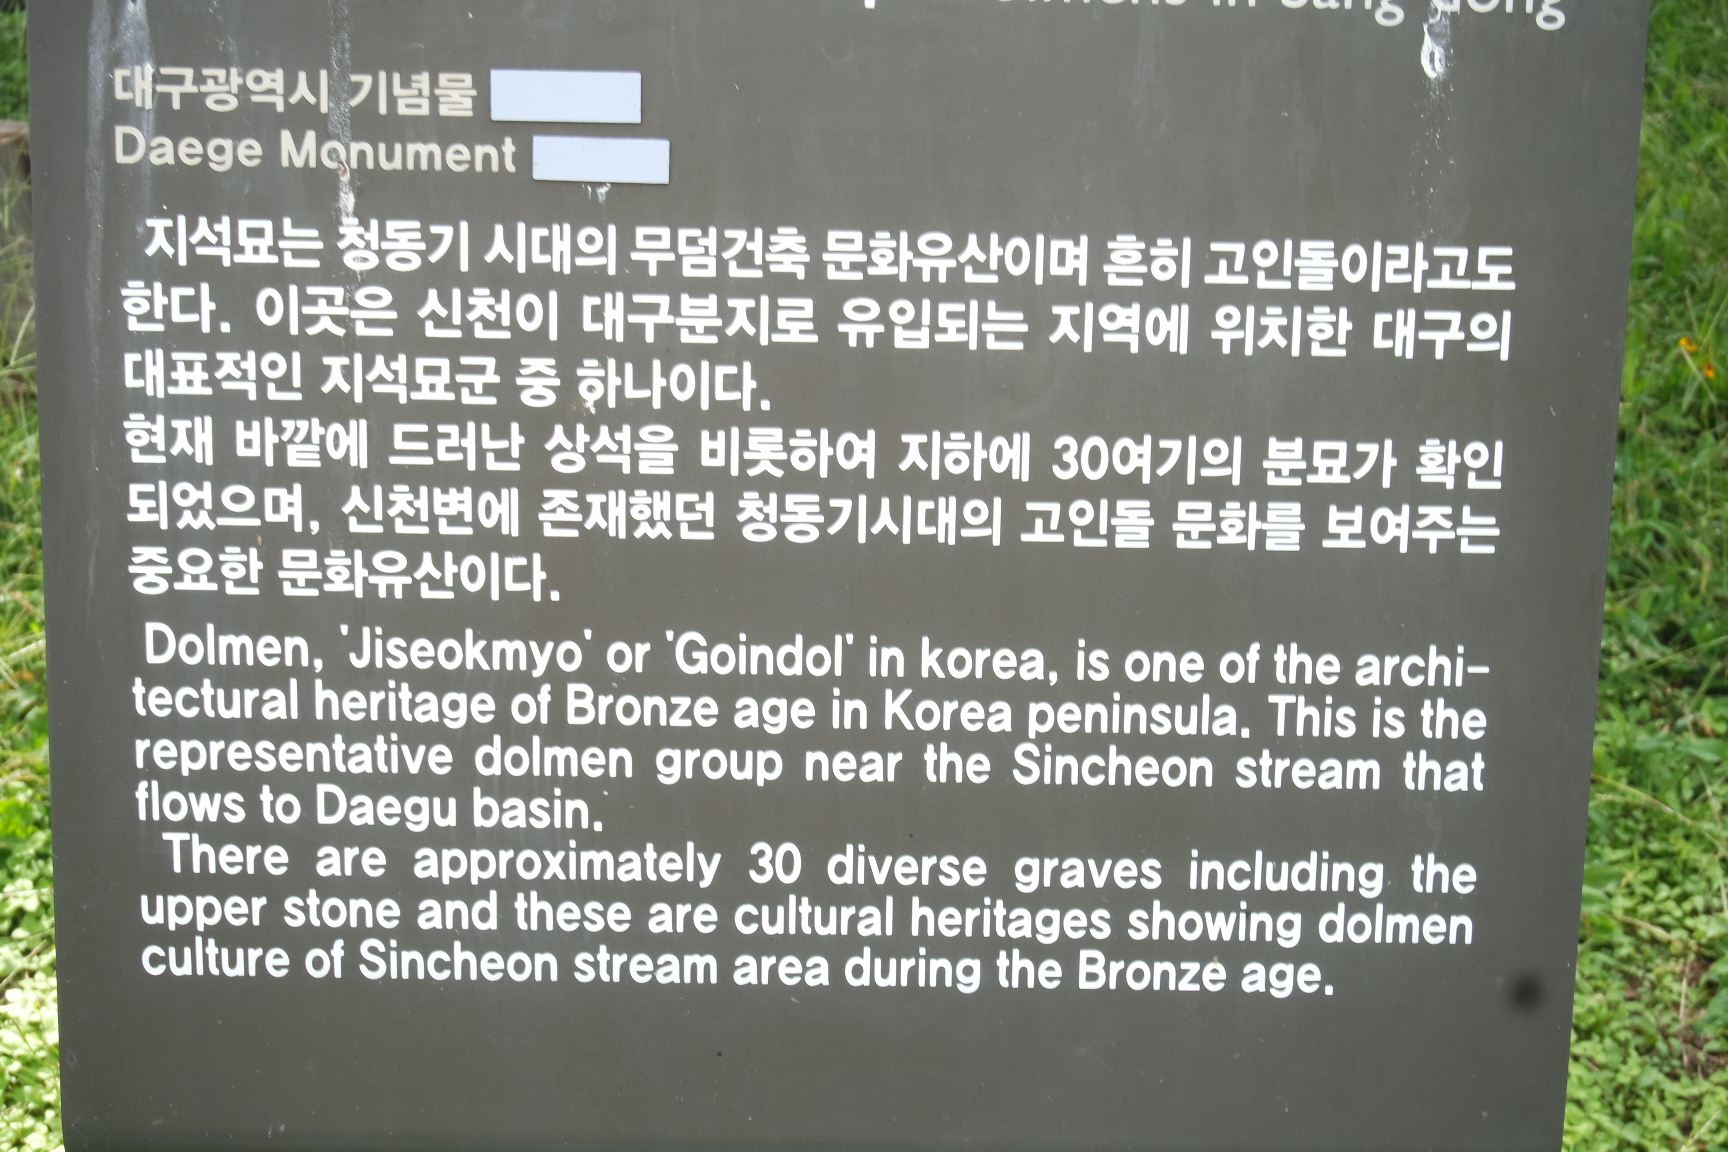 in Sang dong
대구광역시 기념물
Daege Monument
지석묘는 청동기 시대의 무덤건축 문화유산이며 흔히 고인돌이라고도
한다. 이곳은 신천이 대구분지로 유입되는 지역에 위치한 대구의
대표적인 지석묘군 중 하나이다.
현재 바깥에 드러난 상석을 비롯하여 지하에 30여기의 분묘가 확인
되었으며, 신천변에 존재했던 청동기시대의 고인돌 문화를 보여주는
중요한 문화유산이다.
Dolmen, 'Jiseokmyo' or 'Goindol' in korea, is one of the archi-
tectural heritage of Bronze age in Korea peninsula. This is the
representative dolmen group near the Sincheon stream that
flows to Daegu basin.
There are approximately 30 diverse graves including the
upper stone and these are cultural heritages showing dolmen
culture of Sincheon stream area during the Bronze age.